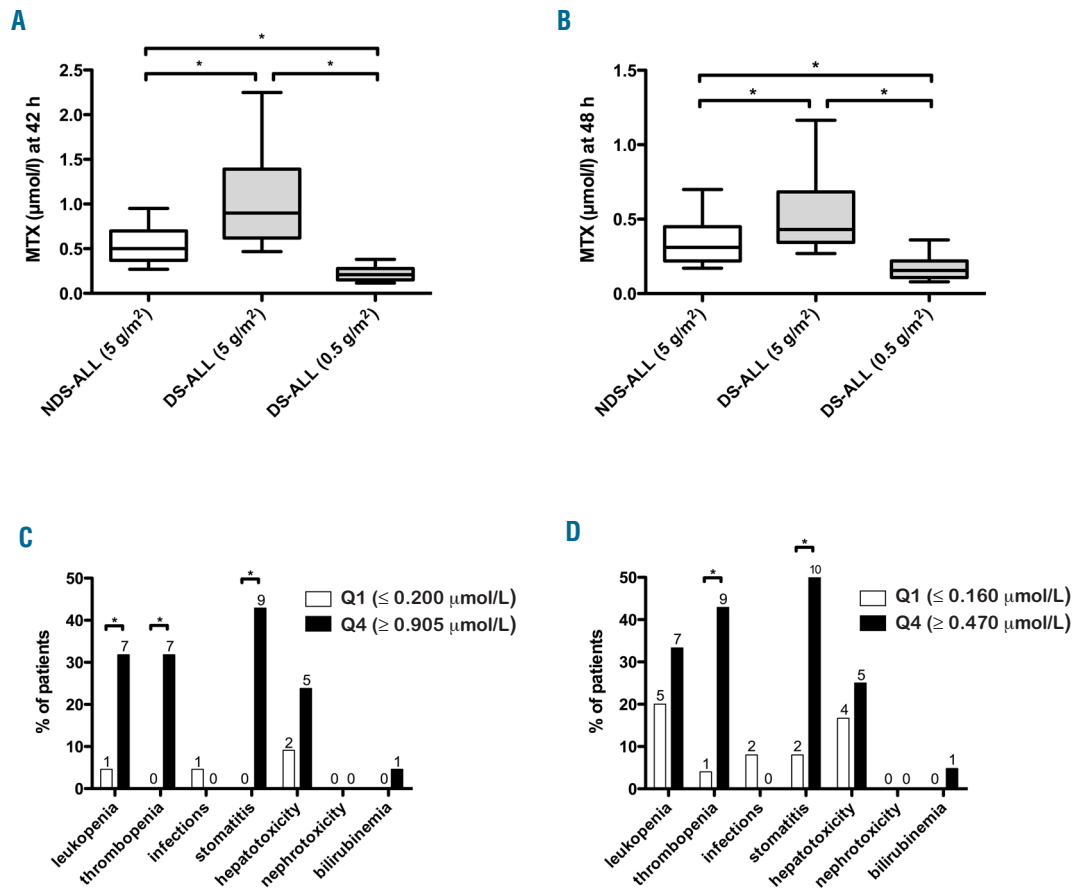 A
MTX (µmol/l) at 42 h
2.5
2.0
1.5
1.0
0.5
0.0
*
*
*
NDS-ALL (5 g/m²)
DS-ALL (5 g/m²)
DS-ALL (0.5 g/m²)
B
MTX (µmol/l) at 48 h
1.5
1.0
0.5
0.0
*
*
*
NDS-ALL (5 g/m²)
DS-ALL (5 g/m²)
DS-ALL (0.5 g/m²)
C
% of patients
50
40
30
20
10
0
Q1 (≤ 0.200 µmol/L)
Q4 (≥ 0.905 µmol/L)
* * *
1 7 0 7 1 0 0 9 2 5 0 0 0 1
leukopenia
thrombopenia
infections
stomatitis
hepatotoxicity
nephrotoxicity
bilirubinemia
D
% of patients
50
40
30
20
10
0
Q1 (≤ 0.160 µmol/L)
Q4 (≥ 0.470 µmol/L)
* *
5 7 1 9 2 0 2 10 4 5 0 0 0 1
leukopenia
thrombopenia
infections
stomatitis
hepatotoxicity
nephrotoxicity
bilirubinemia